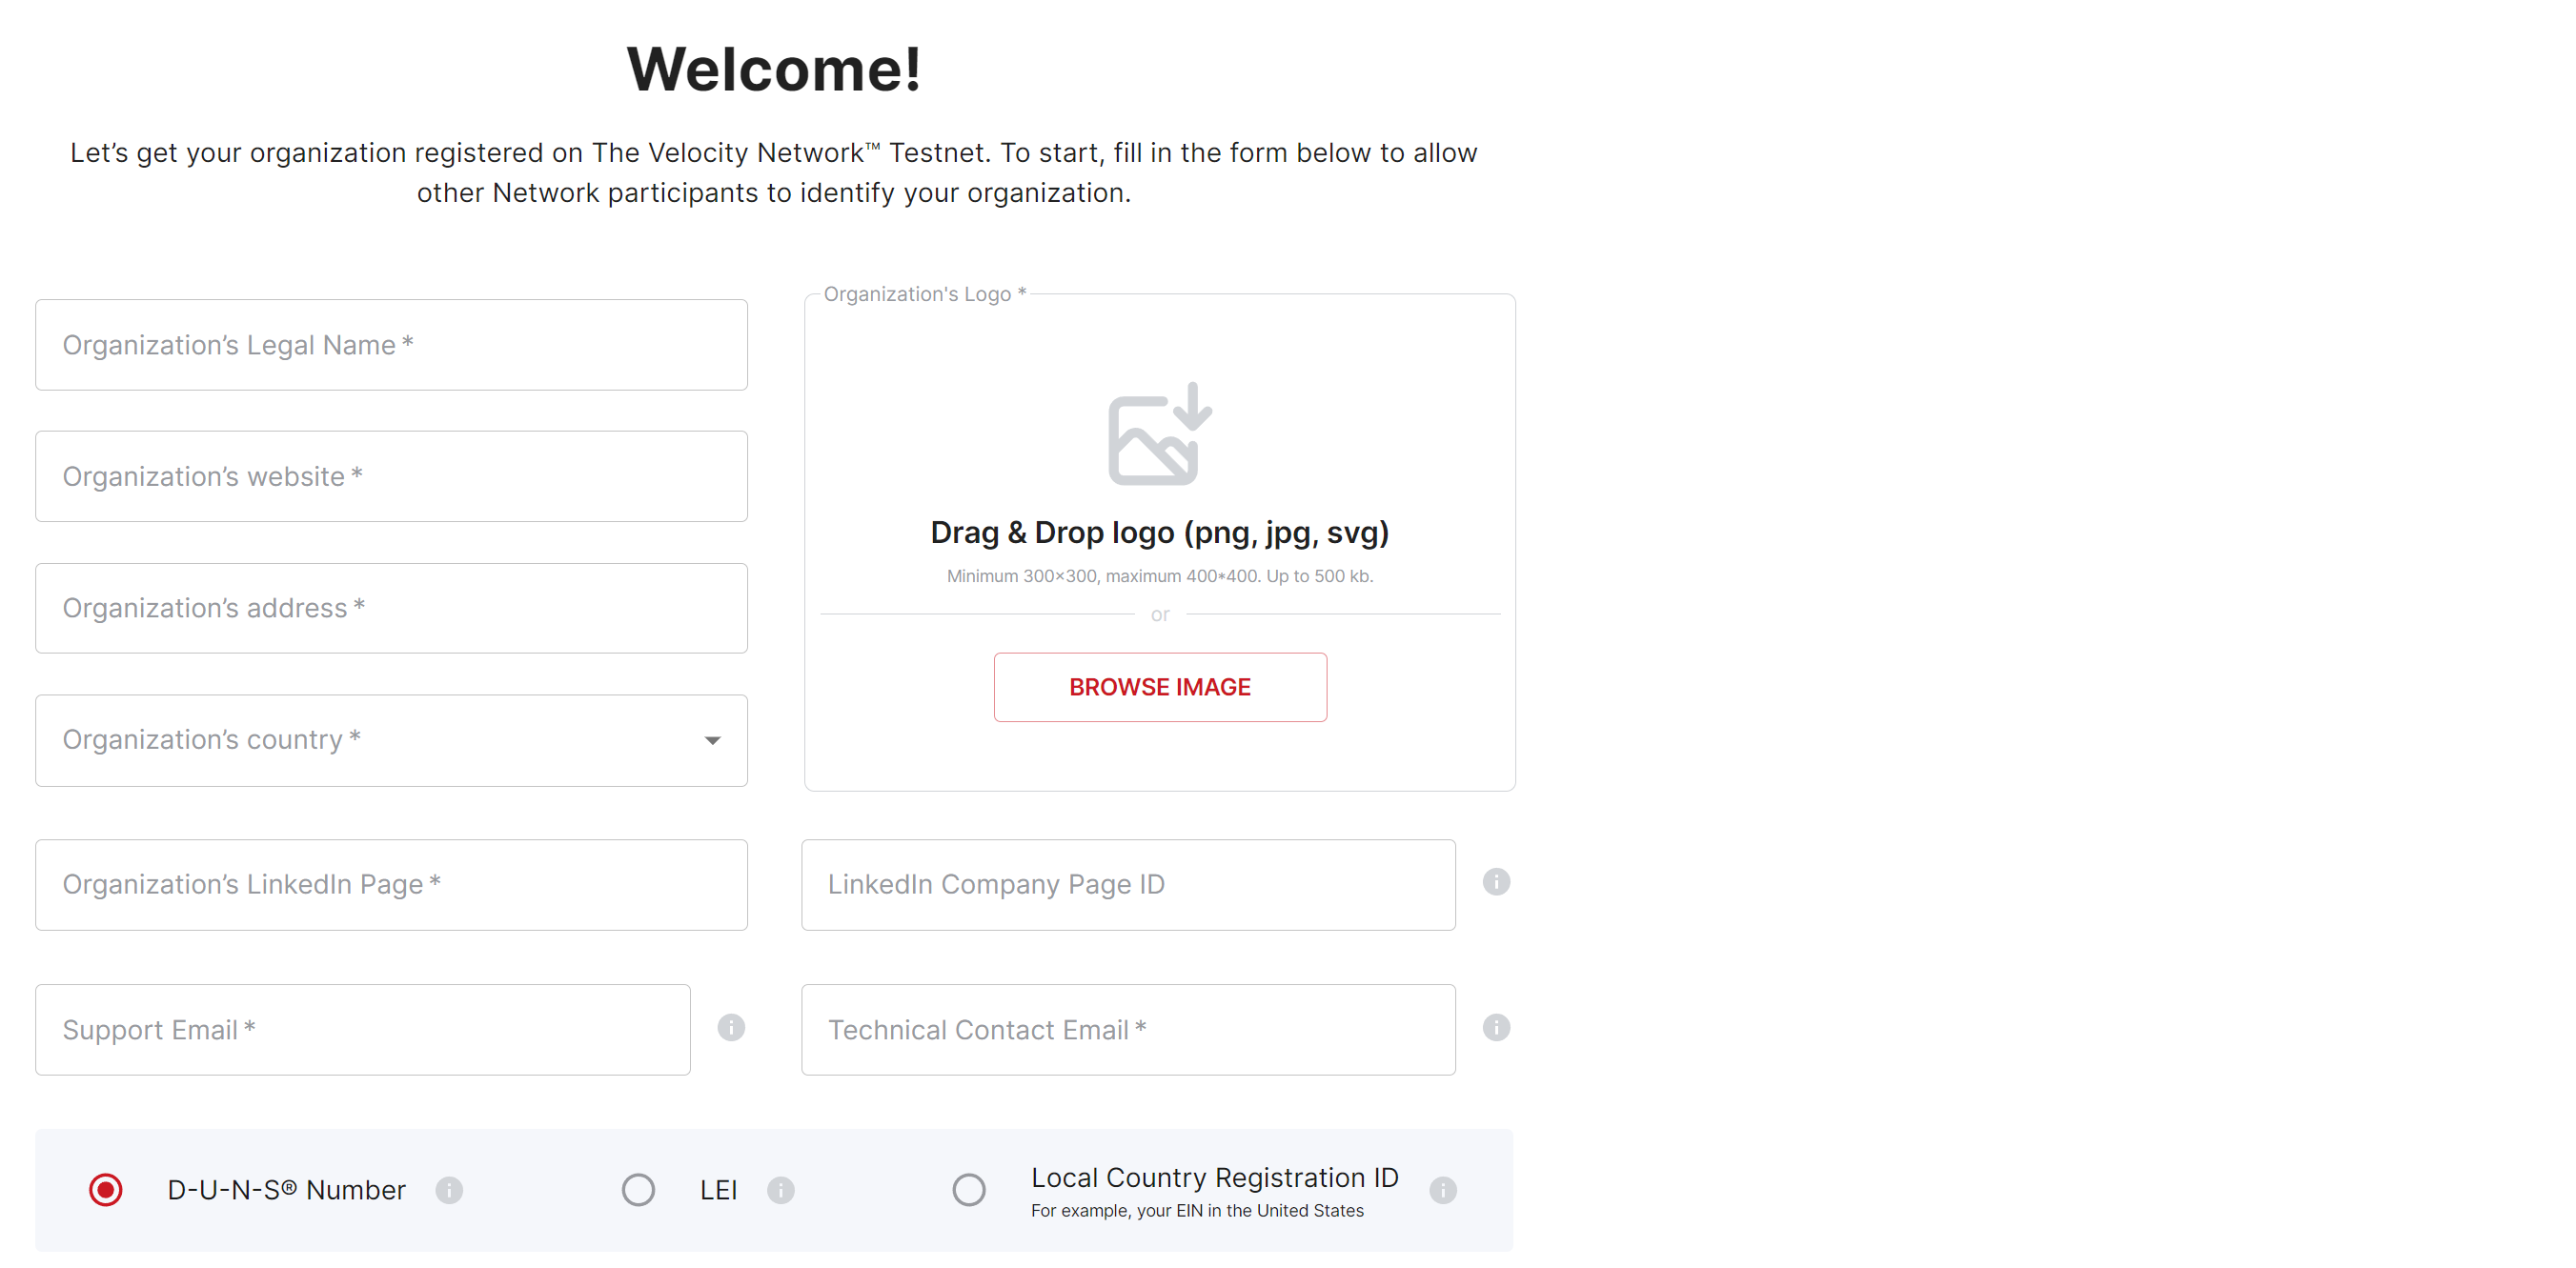 Welcome!
Let’s get your organization registered on The Velocity Network™ Testnet. To start, fill in the form below to allow
other Network participants to identify your organization.
Organization’s Legal Name *
Organization’s website *
Organization’s address *
Organization’s country *
Organization's Logo *
Drag & Drop logo (png, jpg, svg)
Minimum 300×300, maximum 400*400. Up to 500 kb.
or
BROWSE IMAGE
Organization’s LinkedIn Page *
LinkedIn Company Page ID
Support Email *
Technical Contact Email *
D-U-N-S® Number
LEI
Local Country Registration ID
For example, your EIN in the United States